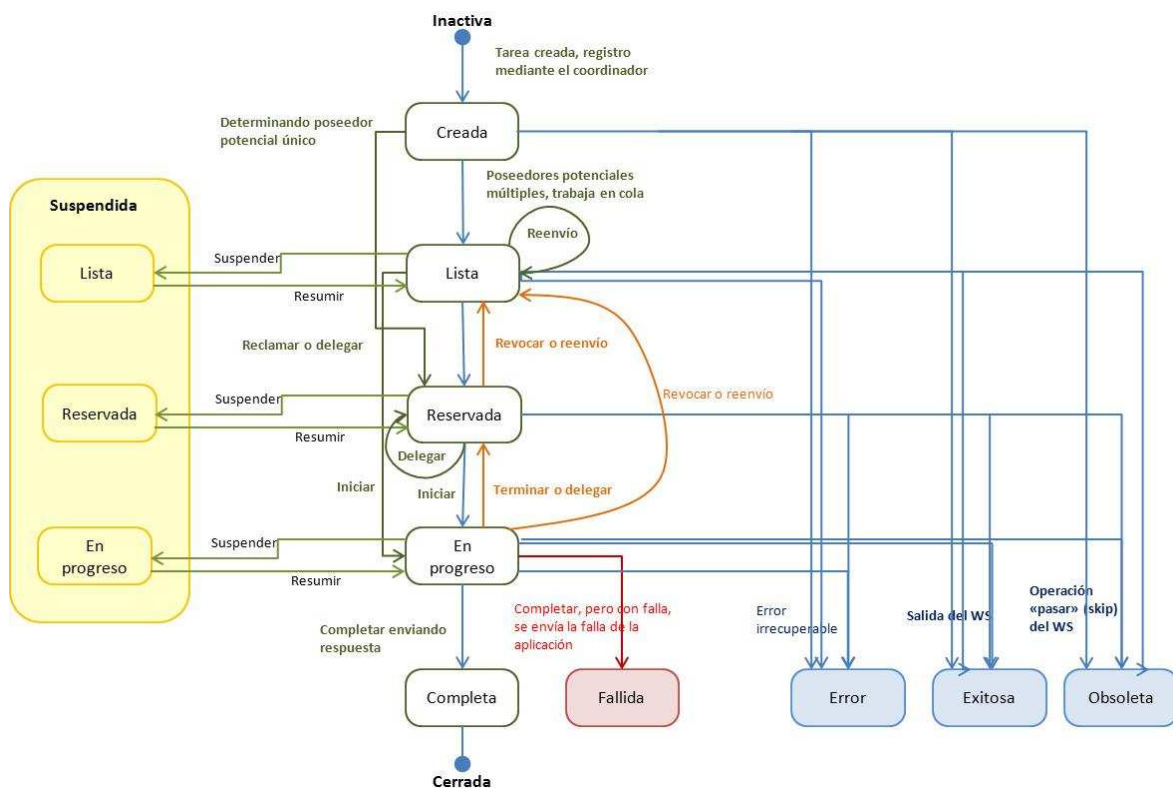 Inactiva
Tarea creada, registro
mediante el coordinador
Determinando poseedor
potencial único
Creada
Poseedores potenciales
múltiples, trabaja en cola
Suspendida
Reenvío
Suspender
Lista
Lista
Resumir
Reclamar o delegar
Revocar o reenvío
Revocar o reenvío
Suspender
Reservada
Reservada
Resumir
Delegar
Iniciar
Iniciar
Terminar o delegar
Suspender
En
progreso
En
progreso
Resumir
Completar enviando
respuesta
Completar, pero con falla,
se envía la falla de la
aplicación
Error
irrecuperable
Salida del WS
Operación
«pasar» (skip)
del WS
Completa
Fallida
Error
Exitosa
Obsoleta
Cerrada